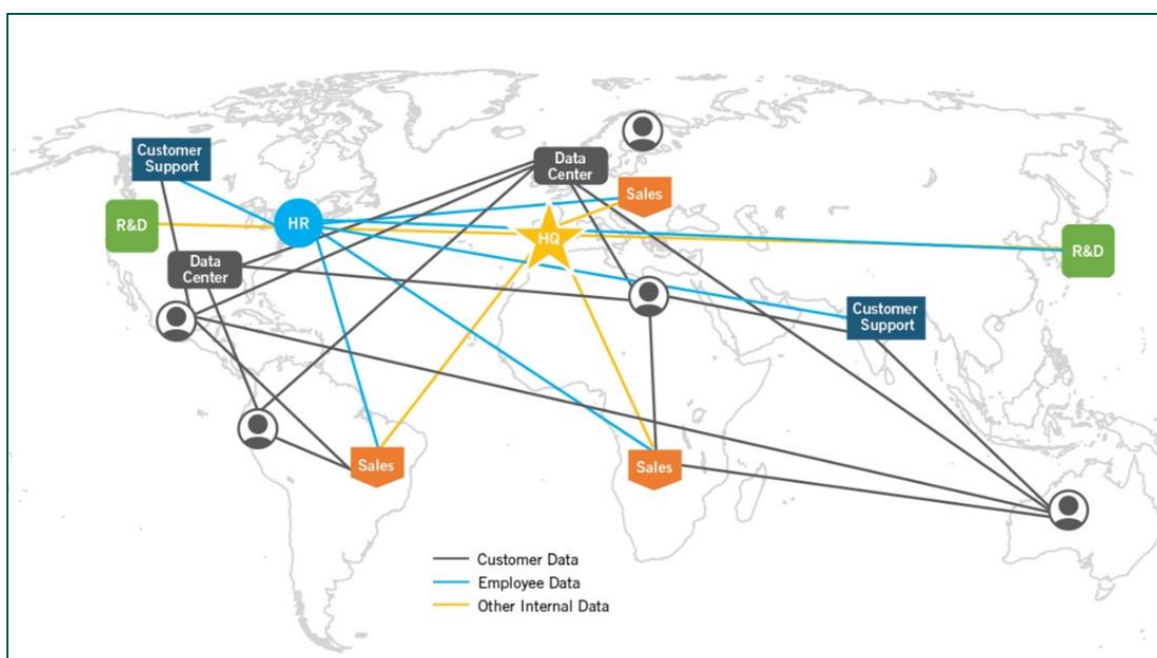 Customer
Support
Data
Center
Sales
R&D
HR
HQ
R&D
Data
Center
Customer
Support
Sales
Sales
Customer Data
Employee Data
Other Internal Data